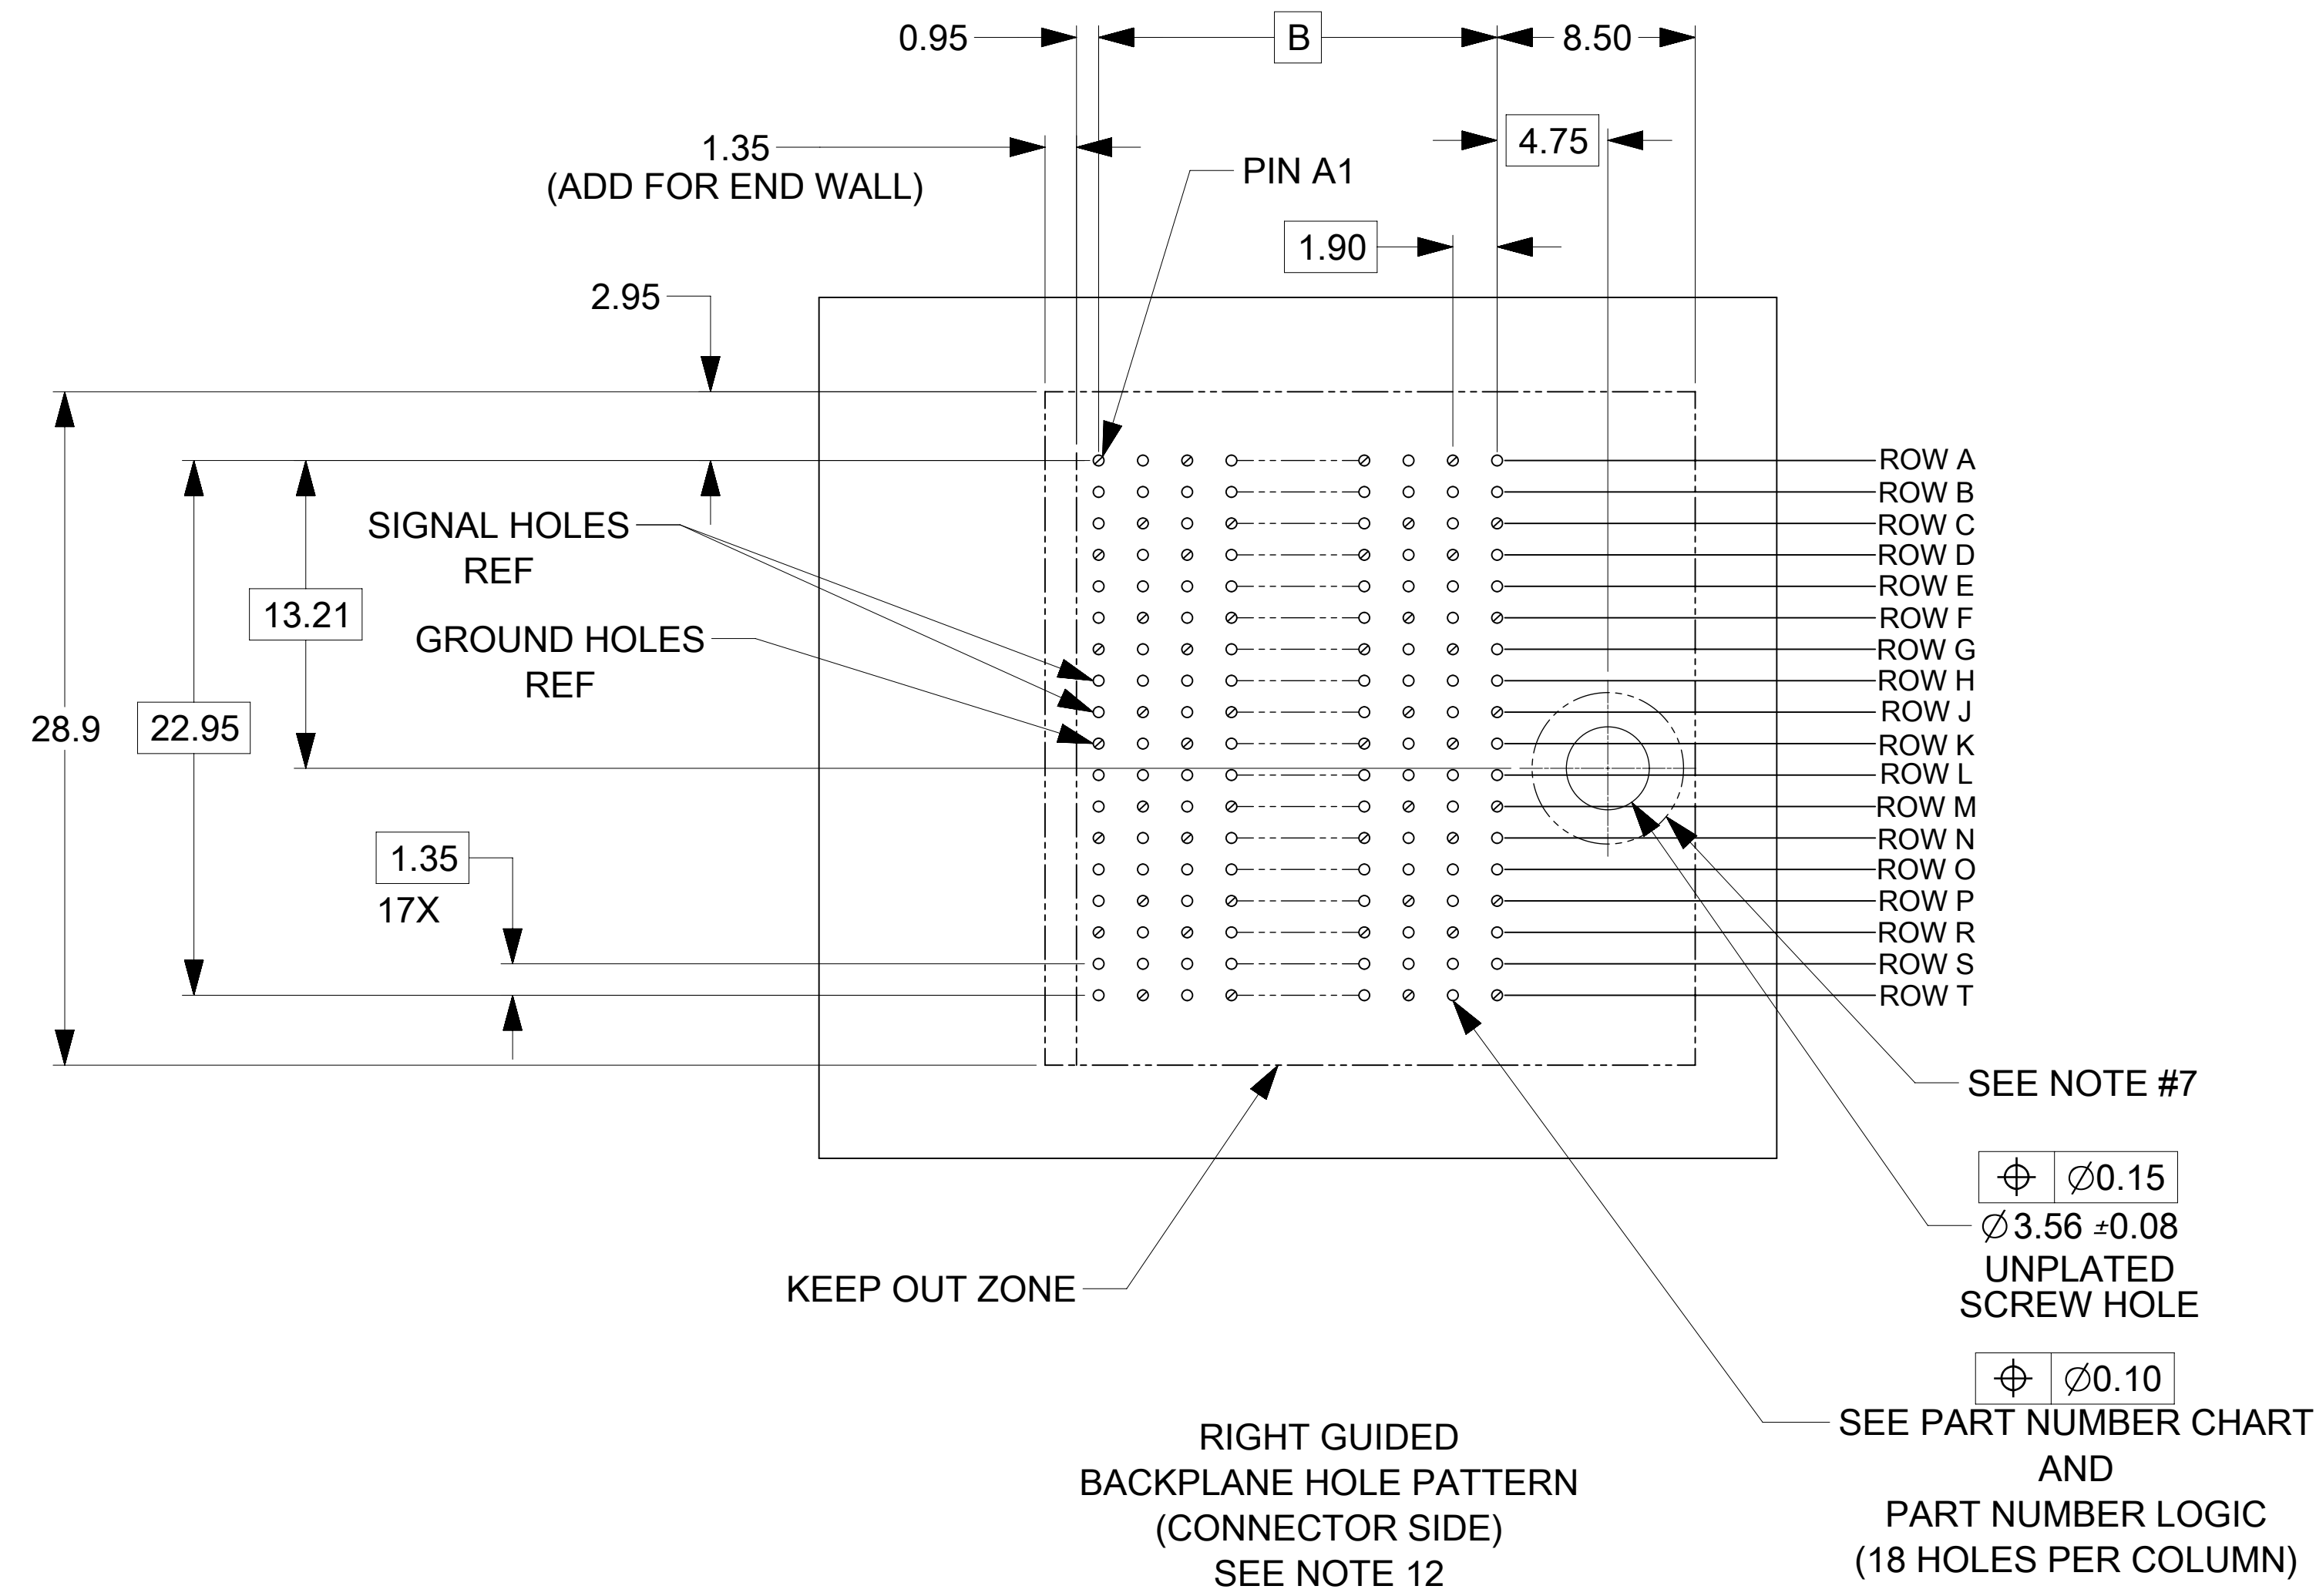 0.95
B
8.50
1.35
(ADD FOR END WALL)
4.75
PIN A1
1.90
2.95
ROW A
ROW B
ROW C
ROW D
ROW E
ROW F
ROW G
ROW H
ROW J
ROW K
ROW L
ROW M
ROW N
ROW O
ROW P
ROW R
ROW S
ROW T
SIGNAL HOLES
REF
13.21
GROUND HOLES
REF
28.9
22.95
1.35
17X
SEE NOTE #7
⌖ ∅0.15
∅3.56 ±0.08
UNPLATED
SCREW HOLE
KEEP OUT ZONE
⌖ ∅0.10
SEE PART NUMBER CHART
AND
PART NUMBER LOGIC
(18 HOLES PER COLUMN)
RIGHT GUIDED
BACKPLANE HOLE PATTERN
(CONNECTOR SIDE)
SEE NOTE 12